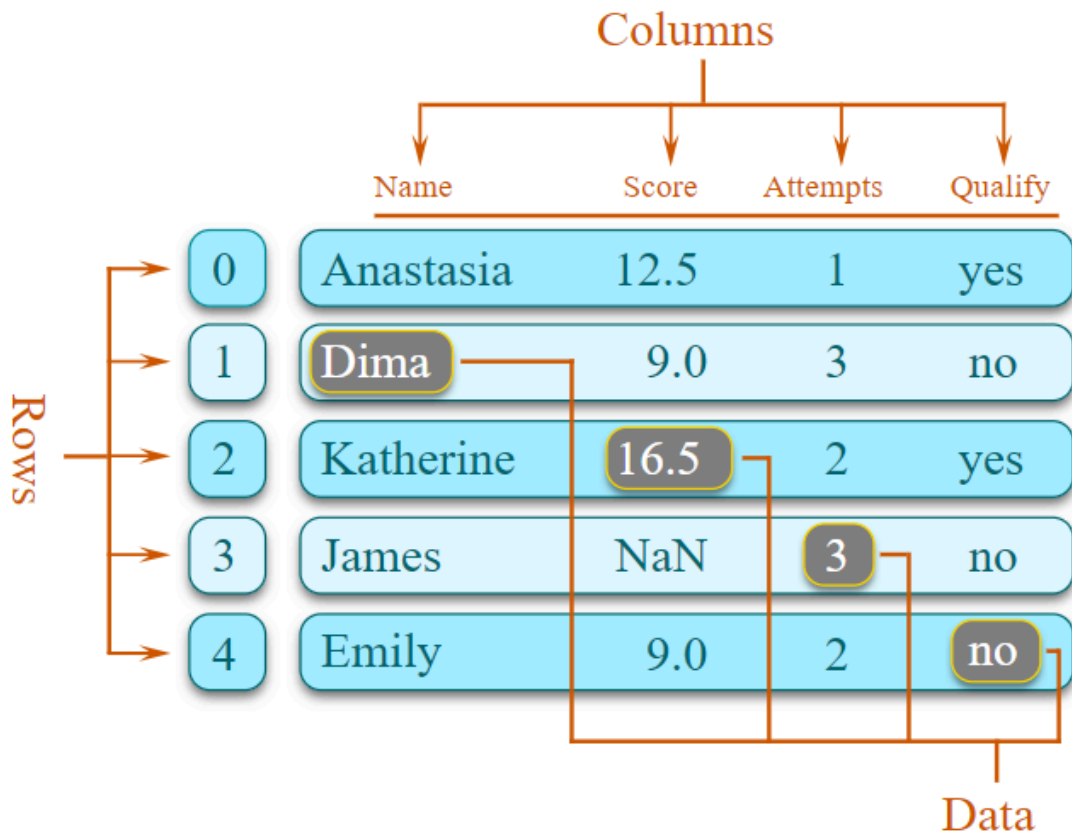 Columns
Name Score Attempts Qualify
0 Anastasia 12.5 1 yes
1 Dima 9.0 3 no
Rows
2 Katherine 16.5 2 yes
3 James NaN 3 no
4 Emily 9.0 2 no
Data